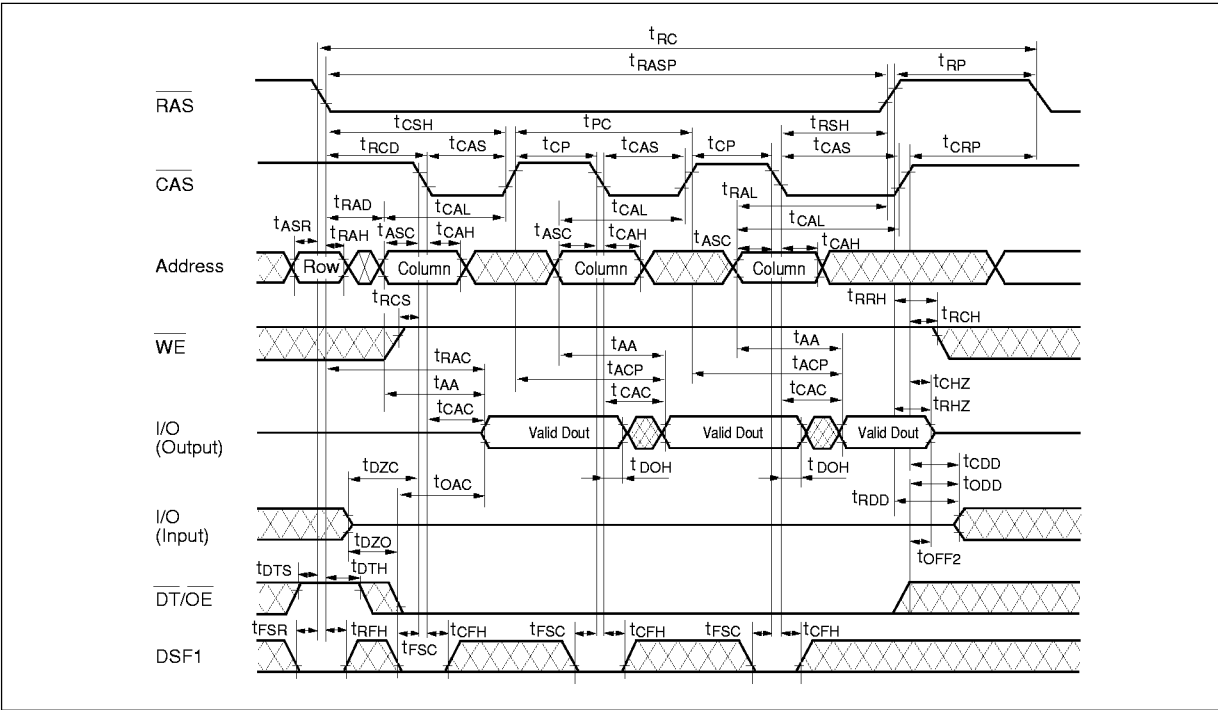 tRC
tRASP tRP
RAS
tCSH tPC tRSH
tRCD tCAS tCP tCAS tCP tCAS tCRP
CAS
tRAD tCAL tCAL tRAL
tCAL
tASR tRAH tASC tCAH tASC tCAH tASC tCAH
Address Row Column Column Column
tRCS tRRH
tRCH
WE
tRAC tAA tAA
tAA tACP tACP
tCAC tCAC tCAC tCHZ
tRHZ
I/O
(Output) Valid Dout Valid Dout Valid Dout
tDZC tDOH tDOH tCDD
tOAC tODD
tRDD
I/O
(Input)
tDZO tOFF2
tDTS tDTH
DT/OE
tFSR tRFH tFSC tCFH tFSC tCFH tFSC tCFH
DSF1